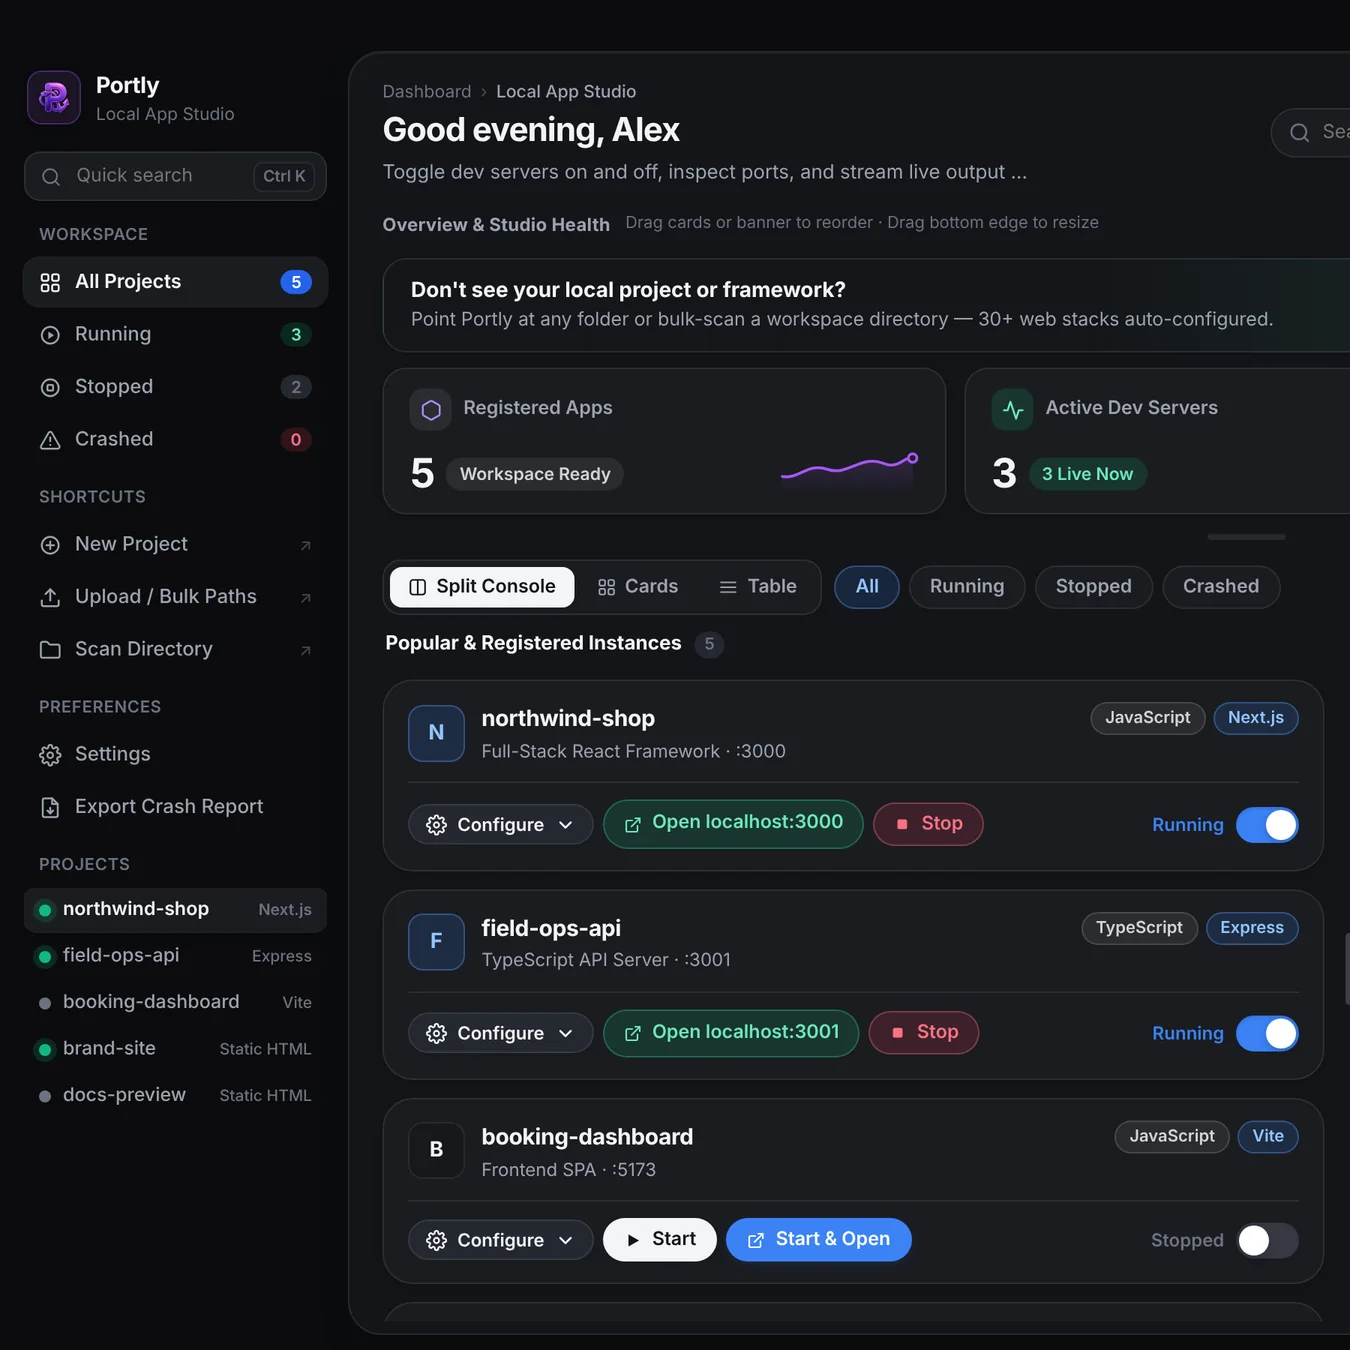 Portly
Local App Studio
Quick search
Ctrl K
WORKSPACE
All Projects 5
Running 3
Stopped 2
Crashed 0
SHORTCUTS
New Project
Upload / Bulk Paths
Scan Directory
PREFERENCES
Settings
Export Crash Report
PROJECTS
northwind-shop Next.js
field-ops-api Express
booking-dashboard Vite
brand-site Static HTML
docs-preview Static HTML
Dashboard › Local App Studio
Good evening, Alex
Toggle dev servers on and off, inspect ports, and stream live output ...
Overview & Studio Health Drag cards or banner to reorder · Drag bottom edge to resize
Don't see your local project or framework?
Point Portly at any folder or bulk-scan a workspace directory — 30+ web stacks auto-configured.
Registered Apps
5 Workspace Ready
Active Dev Servers
3 3 Live Now
Split Console Cards Table All Running Stopped Crashed
Popular & Registered Instances 5
N
northwind-shop
Full-Stack React Framework · :3000
JavaScript Next.js
Configure Open localhost:3000 Stop Running
F
field-ops-api
TypeScript API Server · :3001
TypeScript Express
Configure Open localhost:3001 Stop Running
B
booking-dashboard
Frontend SPA · :5173
JavaScript Vite
Configure Start Start & Open Stopped